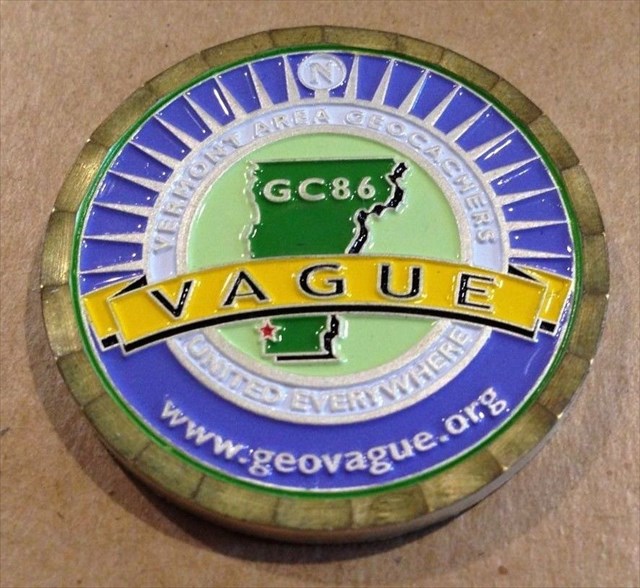 N
VERMONT AREA GEOCACHERS
GC86
VAGUE
UNITED EVERYWHERE
www.geovague.org